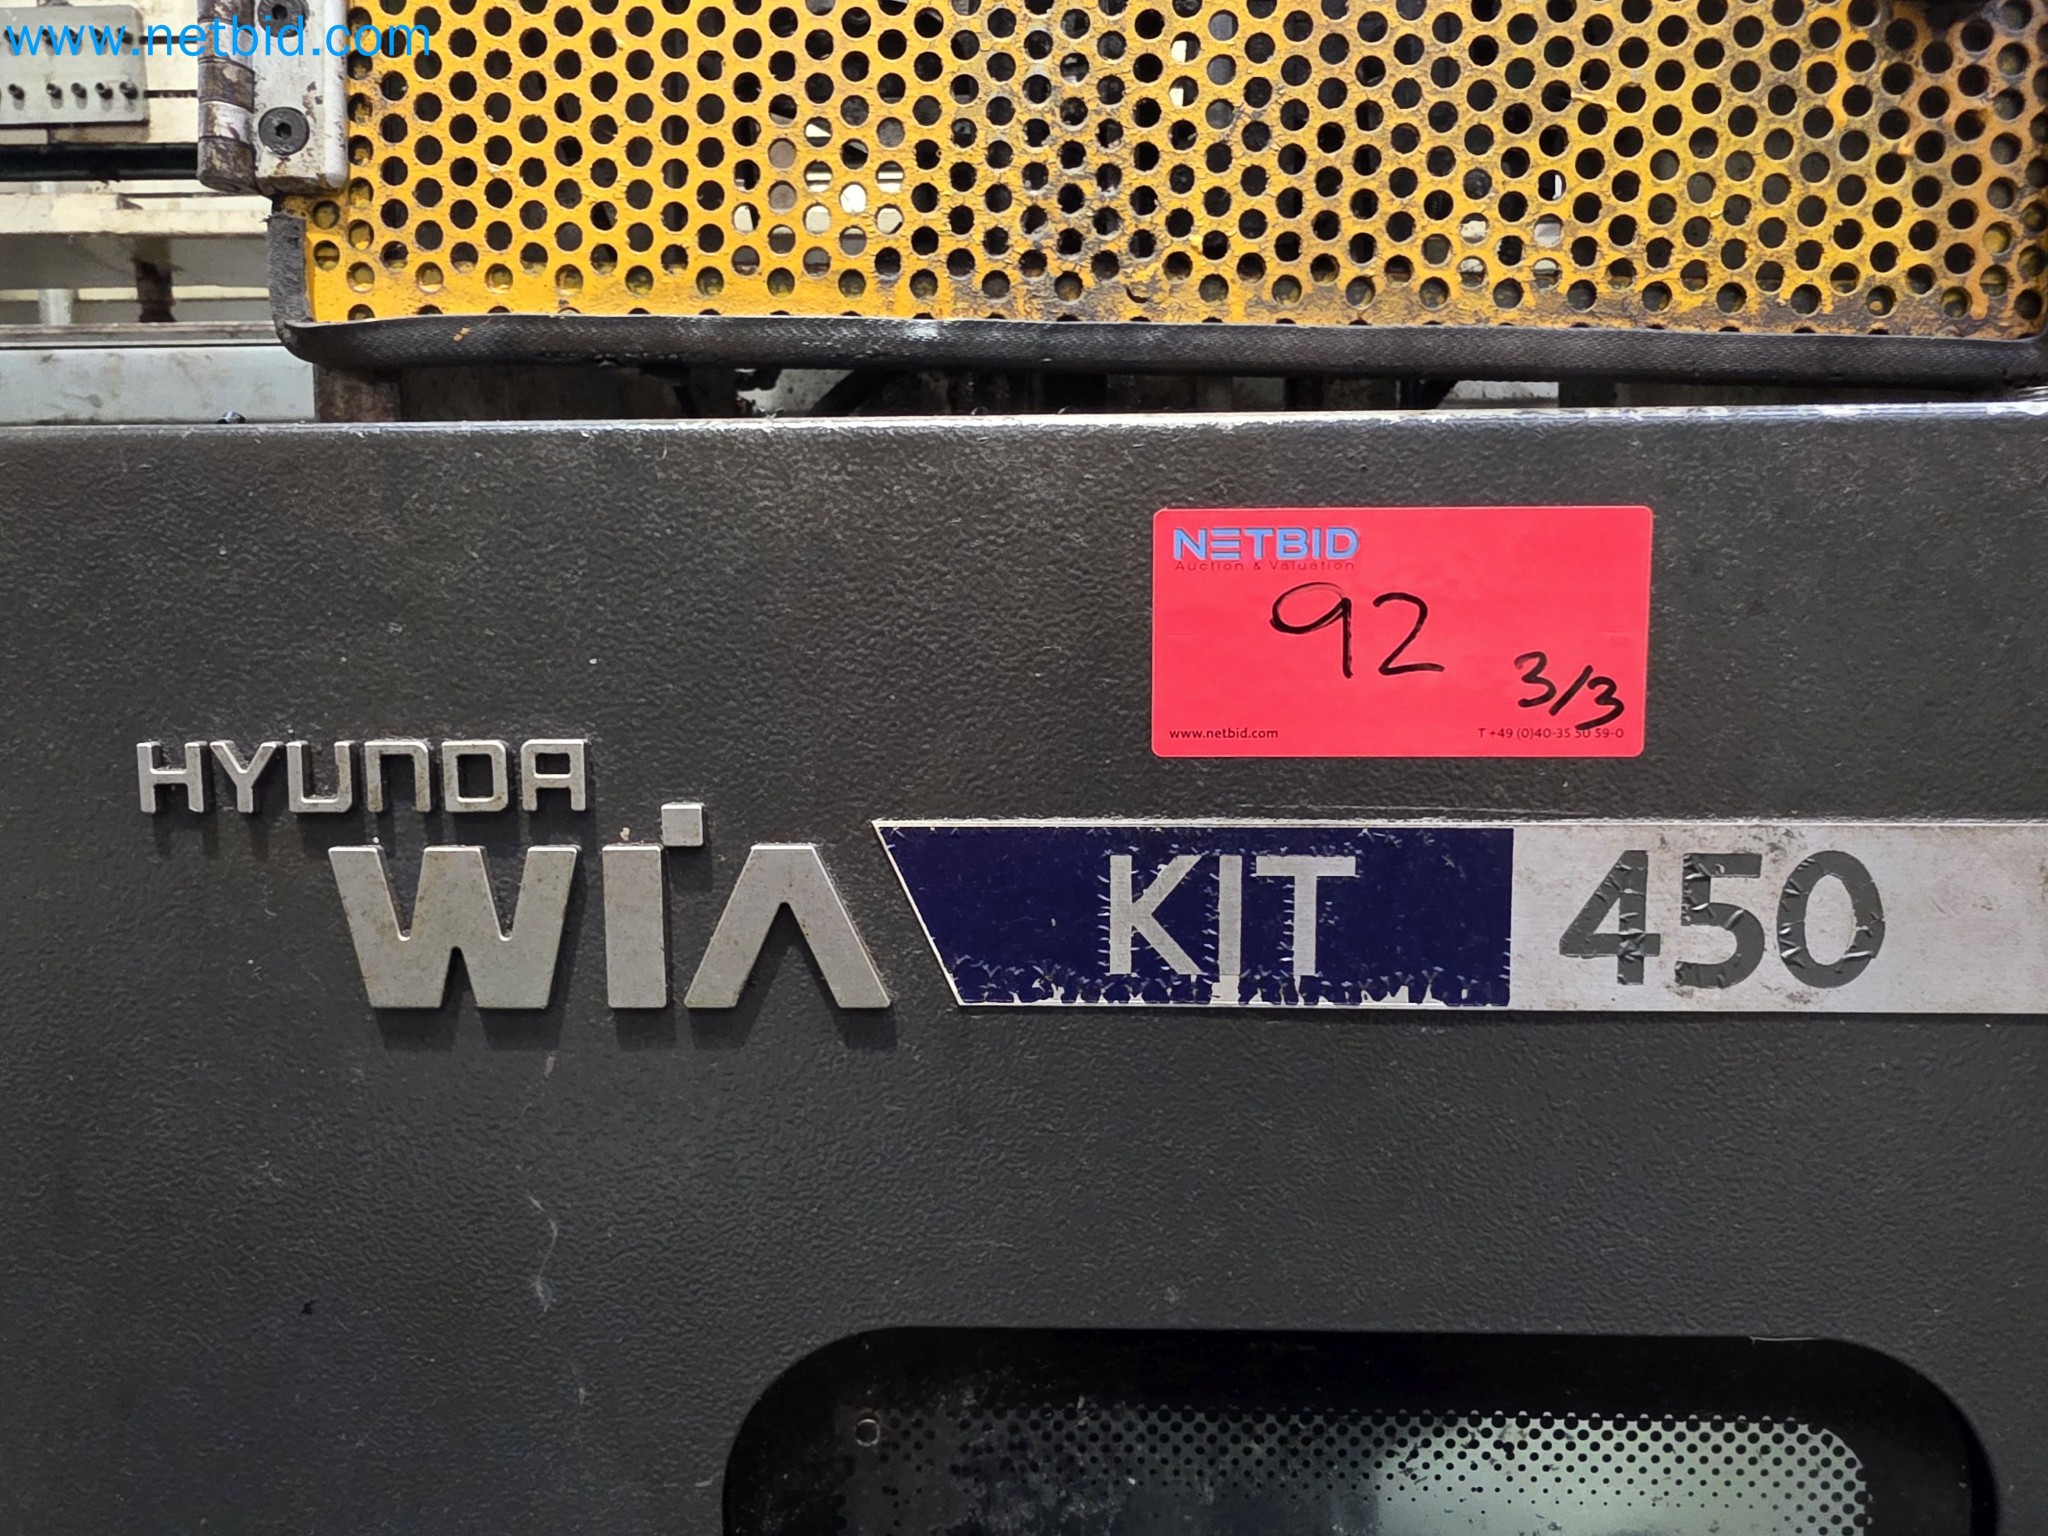 www.netbid.com
NETBID
Auction & Valuation
92
3/3
www.netbid.com T +49 (0)40-35 50 59-0
HYUNDAI
WIA KIT 450